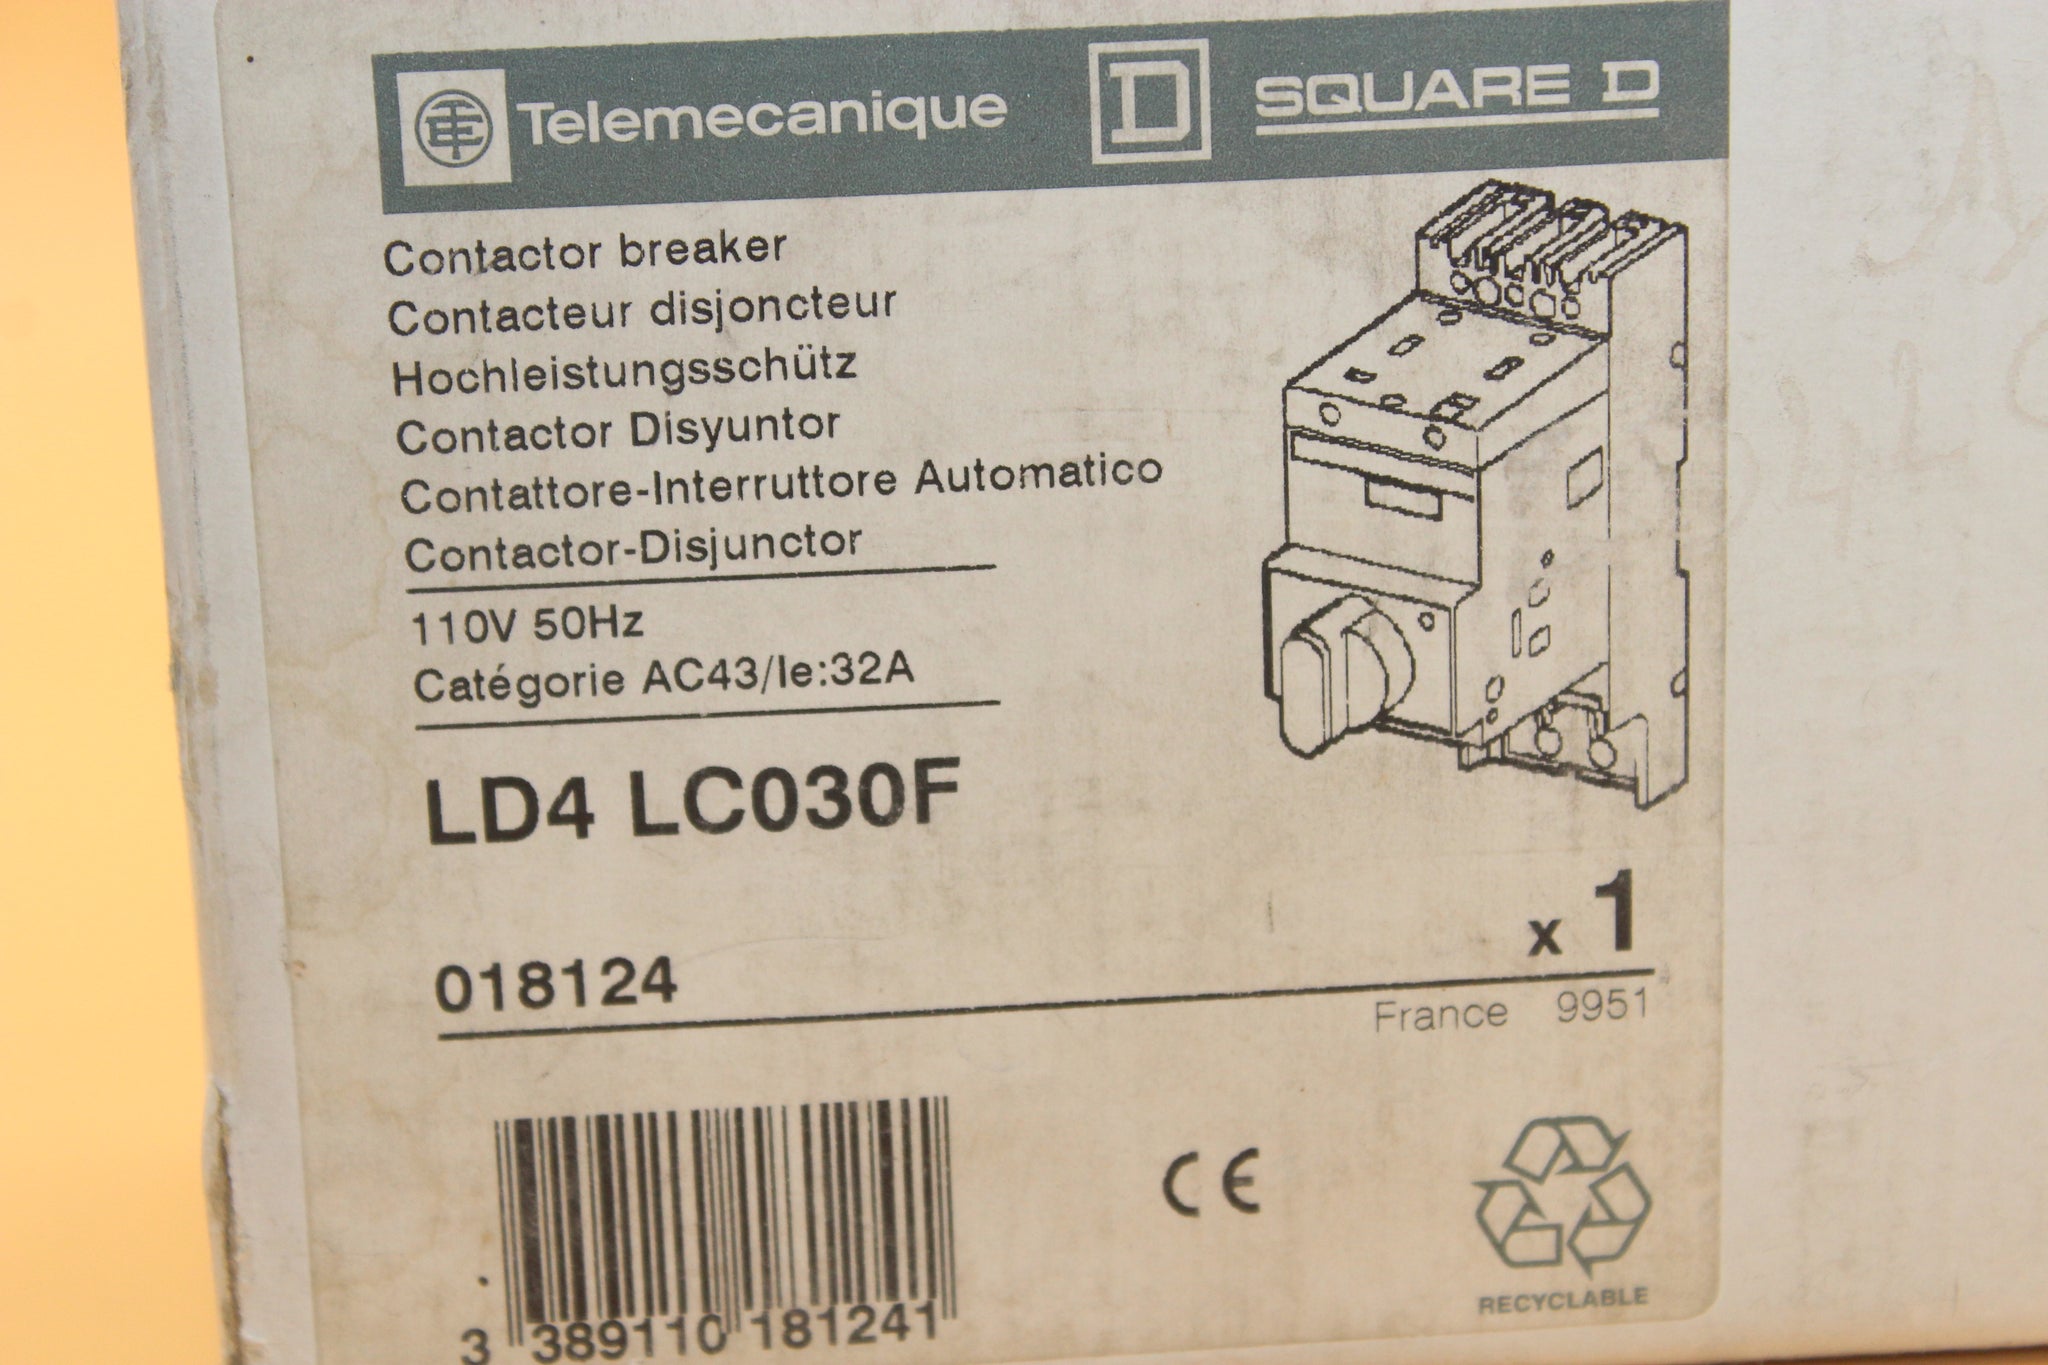 Telemecanique D SQUARE D
Contactor breaker
Contacteur disjoncteur
Hochleistungsschütz
Contactor Disyuntor
Contattore-Interruttore Automatico
Contactor-Disjunctor
110V 50Hz
Catégorie AC43/Ie:32A
LD4 LC030F
x 1
018124
France 9951
CE
RECYCLABLE
3 389110 181241